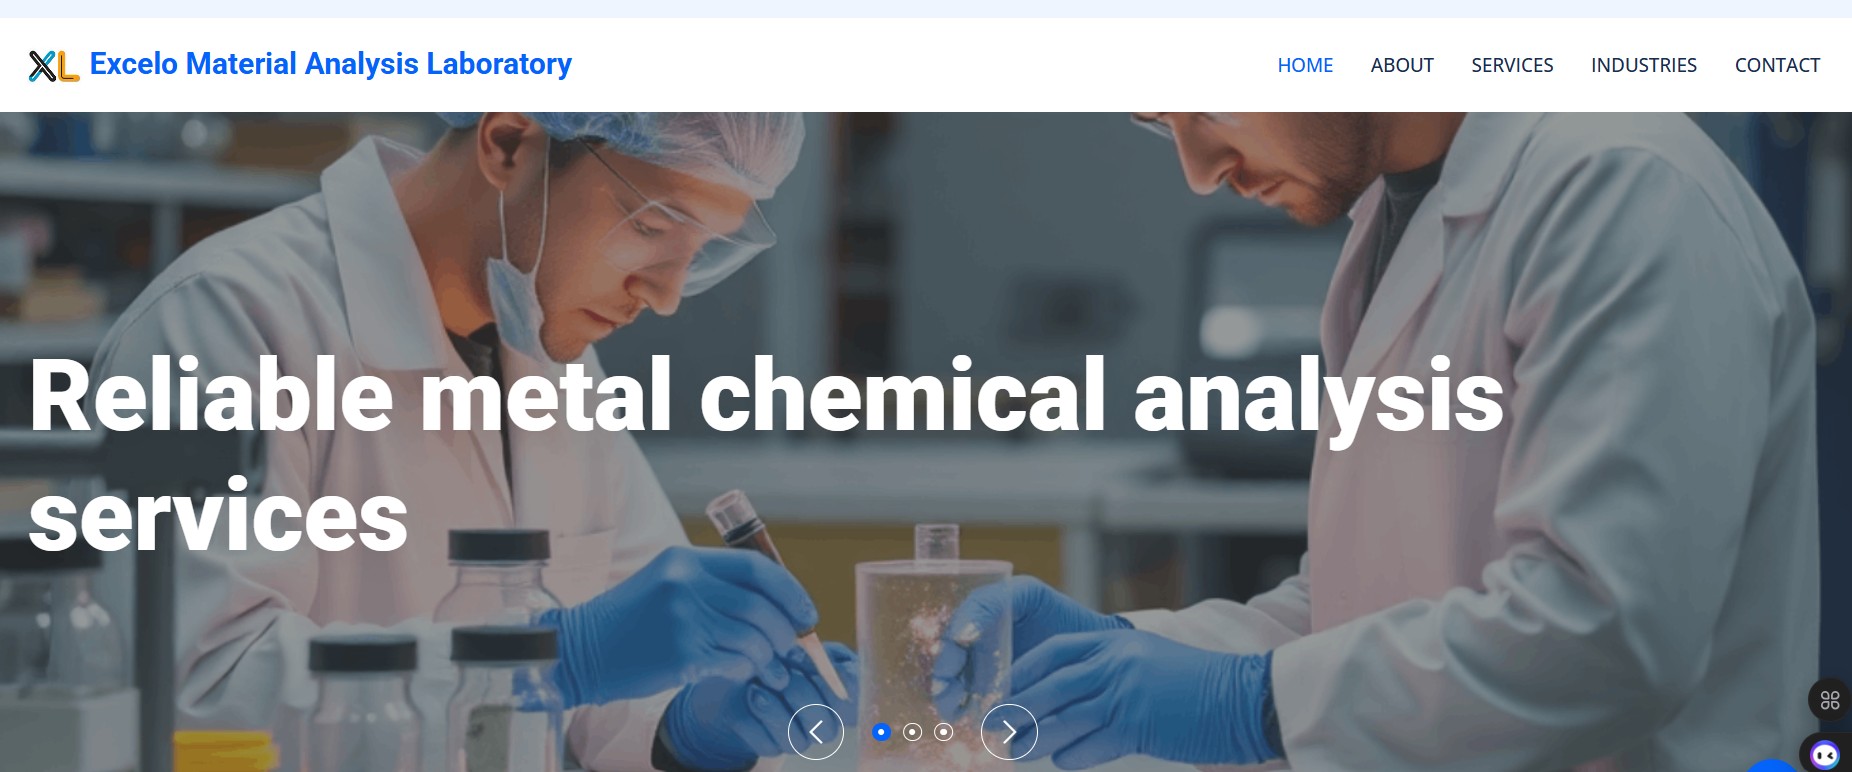 XL Excelo Material Analysis Laboratory
HOME ABOUT SERVICES INDUSTRIES CONTACT
Reliable metal chemical analysis
services